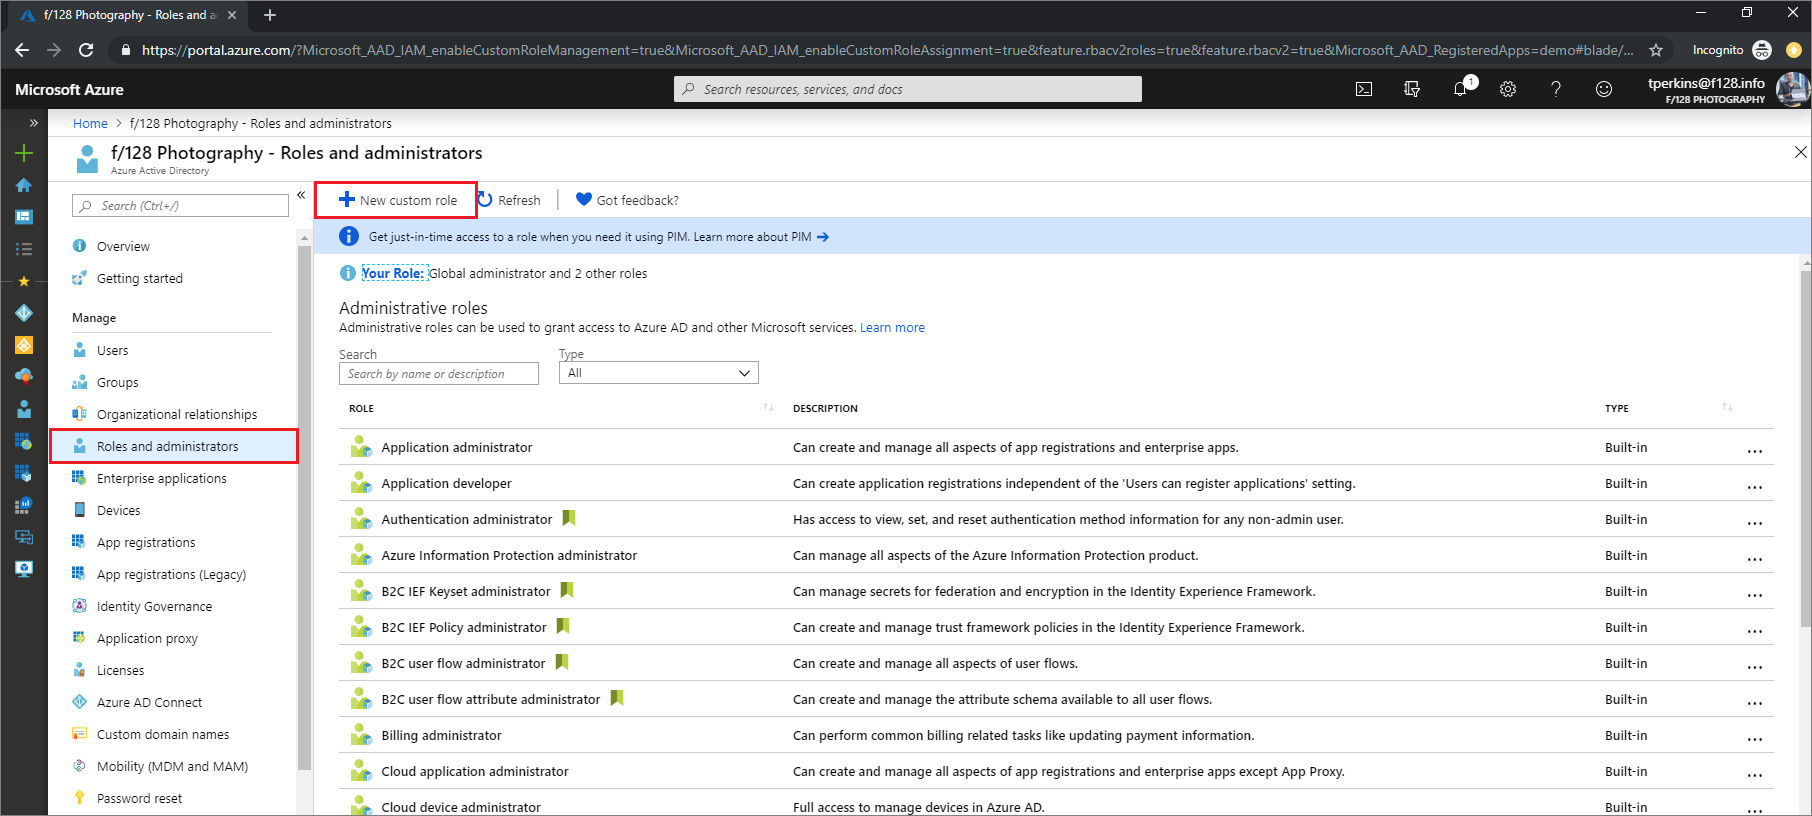 f/128 Photography - Roles and a
https://portal.azure.com/?Microsoft_AAD_IAM_enableCustomRoleManagement=true&Microsoft_AAD_IAM_enableCustomRoleAssignment=true&feature.rbacv2roles=true&feature.rbacv2=true&Microsoft_AAD_RegisteredApps=demo#blade/...
Incognito
Microsoft Azure
Search resources, services, and docs
1
tperkins@f128.info
F/128 PHOTOGRAPHY
Home > f/128 Photography - Roles and administrators
f/128 Photography - Roles and administrators
Azure Active Directory
Search (Ctrl+/)
Overview
Getting started
Manage
Users
Groups
Organizational relationships
Roles and administrators
Enterprise applications
Devices
App registrations
App registrations (Legacy)
Identity Governance
Application proxy
Licenses
Azure AD Connect
Custom domain names
Mobility (MDM and MAM)
Password reset
New custom role Refresh Got feedback?
Get just-in-time access to a role when you need it using PIM. Learn more about PIM →
Your Role: Global administrator and 2 other roles
Administrative roles
Administrative roles can be used to grant access to Azure AD and other Microsoft services. Learn more
Search Type
Search by name or description All
ROLE DESCRIPTION TYPE
Application administrator Can create and manage all aspects of app registrations and enterprise apps. Built-in ...
Application developer Can create application registrations independent of the 'Users can register applications' setting. Built-in ...
Authentication administrator Has access to view, set, and reset authentication method information for any non-admin user. Built-in ...
Azure Information Protection administrator Can manage all aspects of the Azure Information Protection product. Built-in ...
B2C IEF Keyset administrator Can manage secrets for federation and encryption in the Identity Experience Framework. Built-in ...
B2C IEF Policy administrator Can create and manage trust framework policies in the Identity Experience Framework. Built-in ...
B2C user flow administrator Can create and manage all aspects of user flows. Built-in ...
B2C user flow attribute administrator Can create and manage the attribute schema available to all user flows. Built-in ...
Billing administrator Can perform common billing related tasks like updating payment information. Built-in ...
Cloud application administrator Can create and manage all aspects of app registrations and enterprise apps except App Proxy. Built-in ...
Cloud device administrator Full access to manage devices in Azure AD. Built-in ...